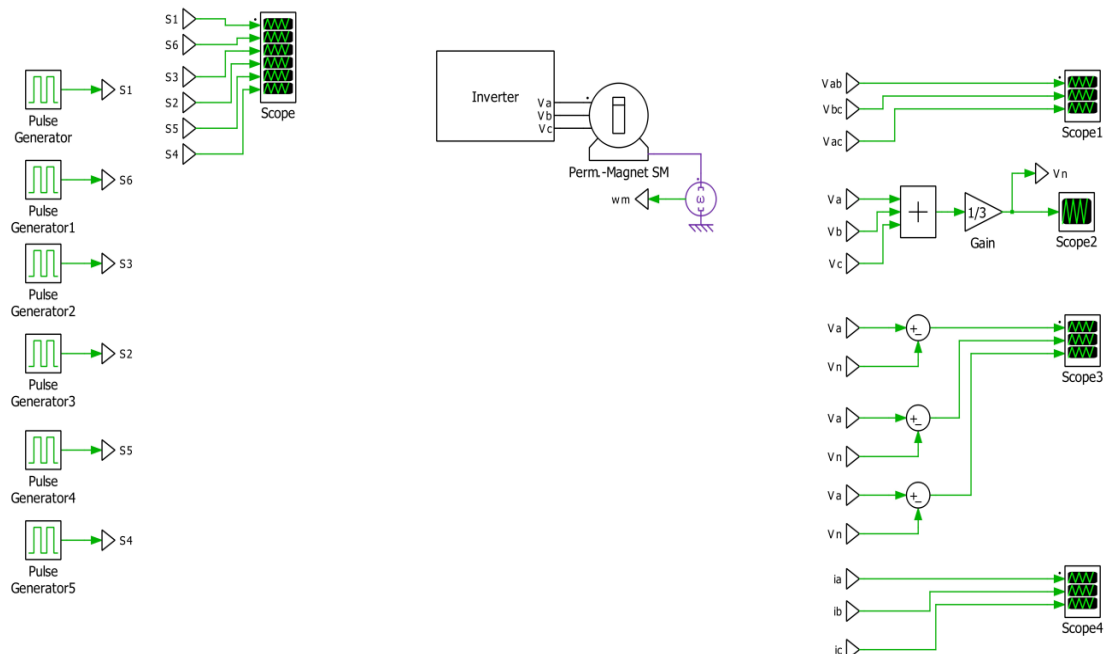 S1
S6
S3
S2
S5
S4
Scope
Pulse
Generator
S1
Pulse
Generator1
S6
Pulse
Generator2
S3
Pulse
Generator3
S2
Pulse
Generator4
S5
Pulse
Generator5
S4
Inverter
Va
Vb
Vc
Perm.-Magnet SM
wm
ω
Vab
Vbc
Vac
Scope1
Va
Vb
Vc
+
1/3
Gain
Vn
Scope2
Va
+
−
Vn
Va
+
−
Vn
Va
+
−
Vn
Scope3
ia
ib
ic
Scope4